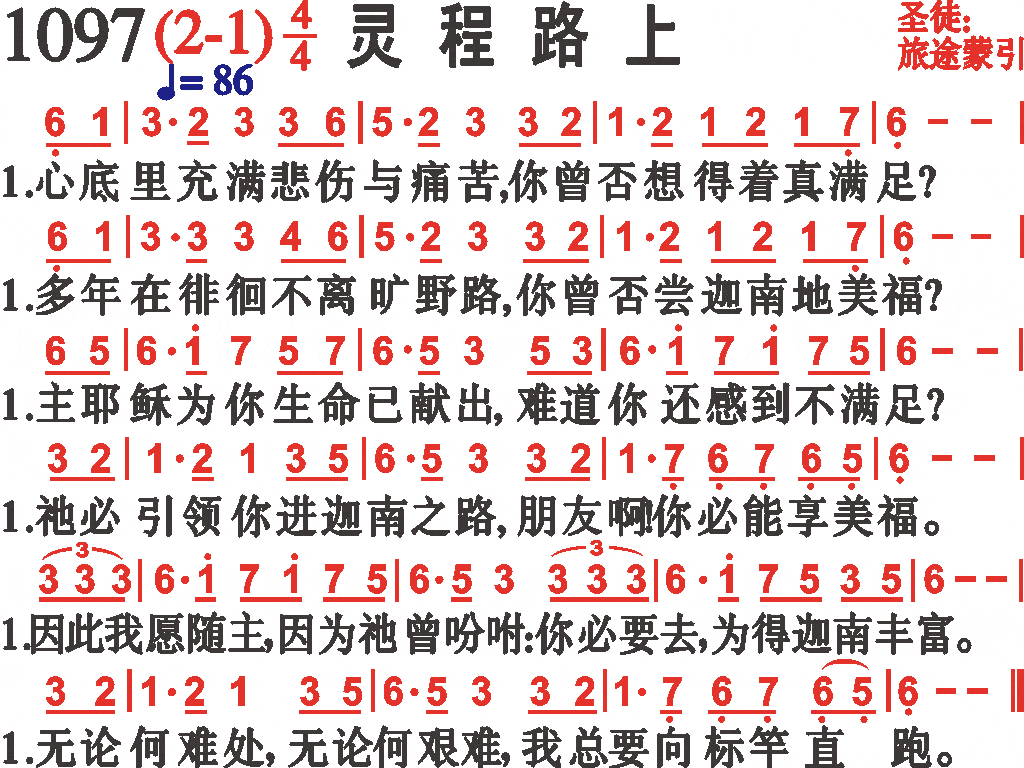 1097(2-1) 4/4 灵程路上 圣徒:
旅途蒙引
♩= 86
6 1|3·2 3 3 6|5·2 3 3 2|1·2 1 2 1 7|6 - -|
1.心底里充满悲伤与痛苦,你曾否想得着真满足?
6 1|3·3 3 4 6|5·2 3 3 2|1·2 1 2 1 7|6 - -|
1.多年在徘徊不离旷野路,你曾否尝迦南地美福?
6 5|6·1 7 5 7|6·5 3 5 3|6·1 7 1 7 5|6 - -|
1.主耶稣为你生命已献出,难道你还感到不满足?
3 2|1·2 1 3 5|6·5 3 3 2|1·7 6 7 6 5|6 - -|
1.祂必引领你进迦南之路,朋友啊!你必能享美福。
3 3
3 3 3|6·1 7 1 7 5|6·5 3 3 3 3|6·1 7 5 3 5|6 - -|
1.因此我愿随主,因为祂曾吩咐:你必要去,为得迦南丰富。
3 2|1·2 1 3 5|6·5 3 3 2|1·7 6 7 6 5|6 - -‖
1.无论何难处,无论何艰难,我总要向标竿直跑。